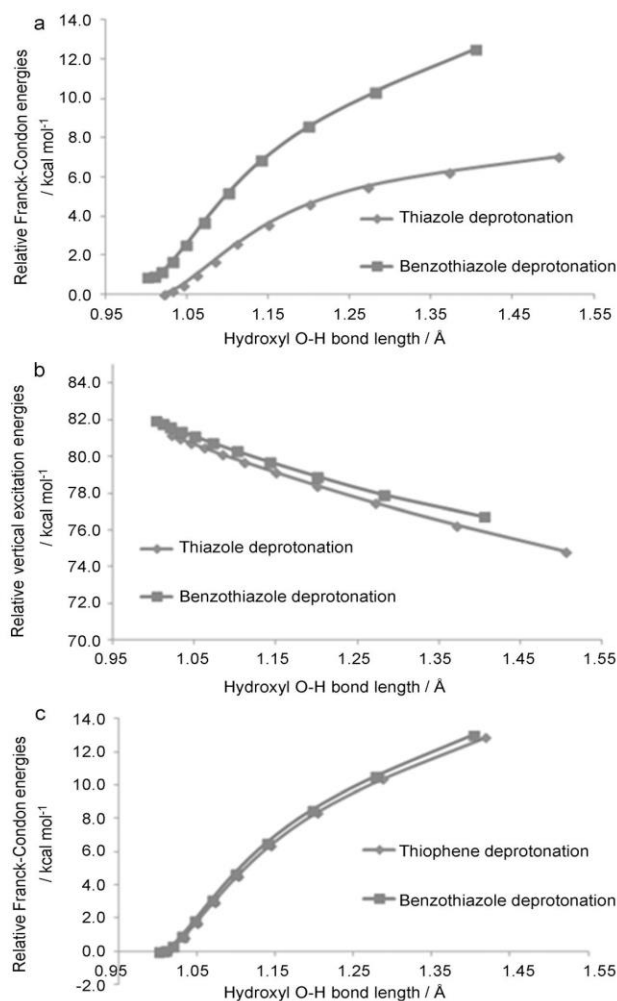 a
Relative Franck-Condon energies
/ kcal mol-1
14.0
12.0
10.0
8.0
6.0
4.0
2.0
0.0
0.95 1.05 1.15 1.25 1.35 1.45 1.55
Hydroxyl O-H bond length / Å
Thiazole deprotonation
Benzothiazole deprotonation
b
Relative vertical excitation energies
/ kcal mol-1
84.0
82.0
80.0
78.0
76.0
74.0
72.0
70.0
0.95 1.05 1.15 1.25 1.35 1.45 1.55
Hydroxyl O-H bond length / Å
Thiazole deprotonation
Benzothiazole deprotonation
c
Relative Franck-Condon energies
/ kcal mol-1
14.0
12.0
10.0
8.0
6.0
4.0
2.0
0.0
-2.0
0.95 1.05 1.15 1.25 1.35 1.45 1.55
Hydroxyl O-H bond length / Å
Thiophene deprotonation
Benzothiazole deprotonation